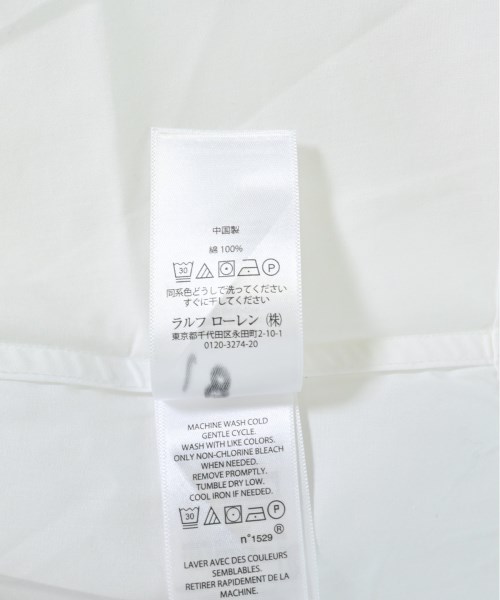 中国製
綿 100%
30 P
同系色どうしで洗ってください
すぐに干してください
ラルフ ローレン (株)
東京都千代田区永田町2-10-1
0120-3274-20
MACHINE WASH COLD
GENTLE CYCLE.
WASH WITH LIKE COLORS.
ONLY NON-CHLORINE BLEACH
WHEN NEEDED.
REMOVE PROMPTLY.
TUMBLE DRY LOW.
COOL IRON IF NEEDED.
30 P
®
n°1529
LAVER AVEC DES COULEURS
SEMBLABLES.
RETIRER RAPIDEMENT DE LA
MACHINE.